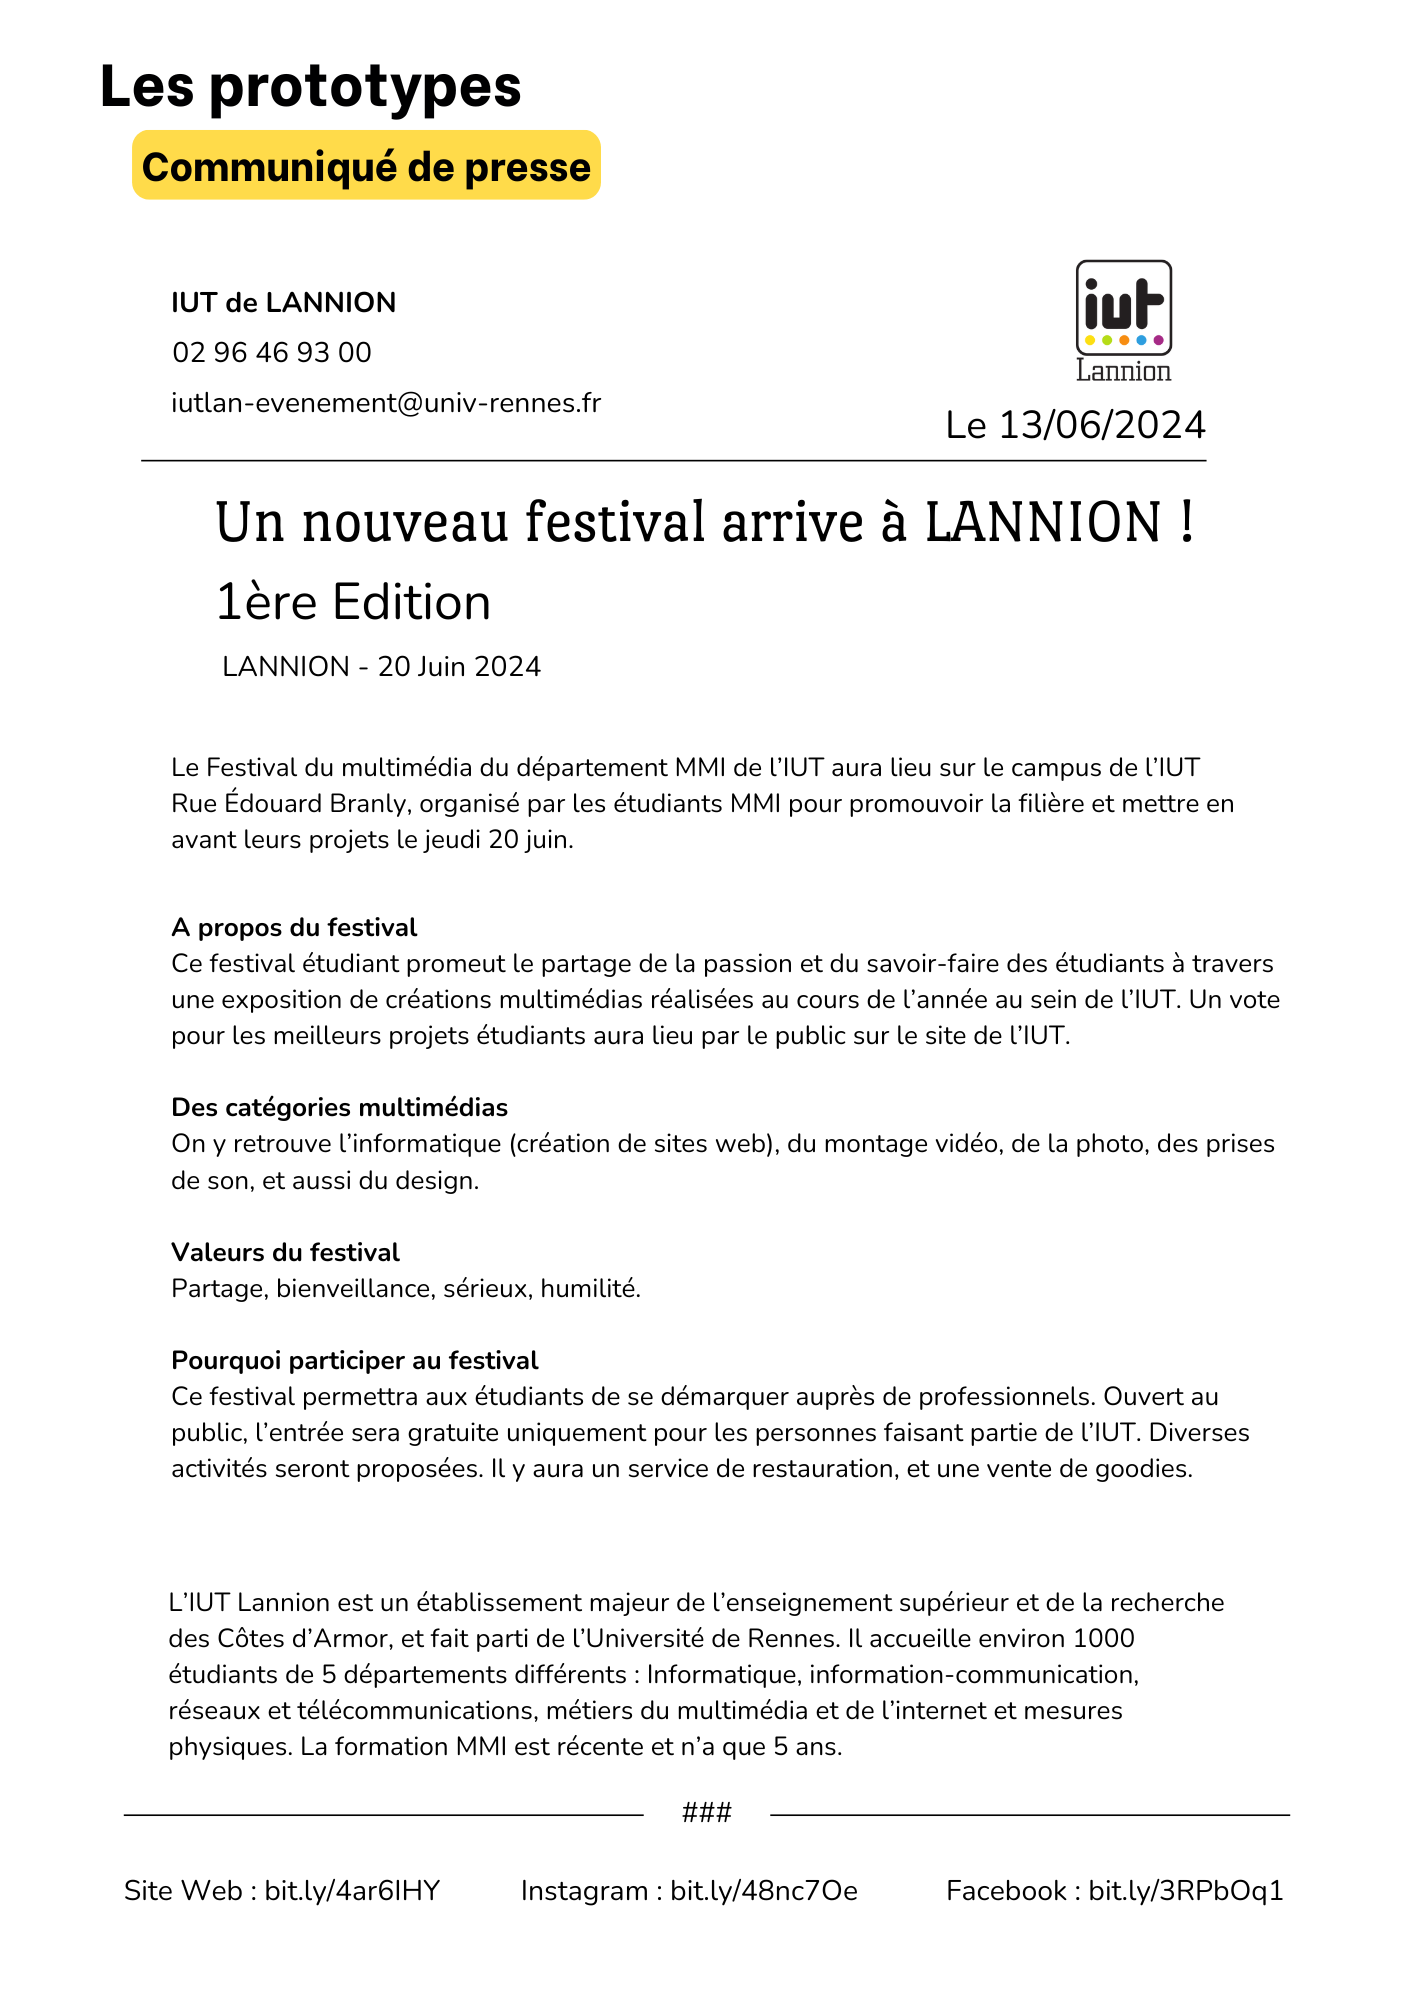 Les prototypes
Communiqué de presse
IUT de LANNION
02 96 46 93 00
iutlan-evenement@univ-rennes.fr
iut
Lannion
Le 13/06/2024
Un nouveau festival arrive à LANNION !
1ère Edition
LANNION - 20 Juin 2024
Le Festival du multimédia du département MMI de l’IUT aura lieu sur le campus de l’IUT
Rue Édouard Branly, organisé par les étudiants MMI pour promouvoir la filière et mettre en
avant leurs projets le jeudi 20 juin.
A propos du festival
Ce festival étudiant promeut le partage de la passion et du savoir-faire des étudiants à travers
une exposition de créations multimédias réalisées au cours de l’année au sein de l’IUT. Un vote
pour les meilleurs projets étudiants aura lieu par le public sur le site de l’IUT.
Des catégories multimédias
On y retrouve l’informatique (création de sites web), du montage vidéo, de la photo, des prises
de son, et aussi du design.
Valeurs du festival
Partage, bienveillance, sérieux, humilité.
Pourquoi participer au festival
Ce festival permettra aux étudiants de se démarquer auprès de professionnels. Ouvert au
public, l’entrée sera gratuite uniquement pour les personnes faisant partie de l’IUT. Diverses
activités seront proposées. Il y aura un service de restauration, et une vente de goodies.
L’IUT Lannion est un établissement majeur de l’enseignement supérieur et de la recherche
des Côtes d’Armor, et fait parti de l’Université de Rennes. Il accueille environ 1000
étudiants de 5 départements différents : Informatique, information-communication,
réseaux et télécommunications, métiers du multimédia et de l’internet et mesures
physiques. La formation MMI est récente et n’a que 5 ans.
###
Site Web : bit.ly/4ar6IHY
Instagram : bit.ly/48nc7Oe
Facebook : bit.ly/3RPbOq1